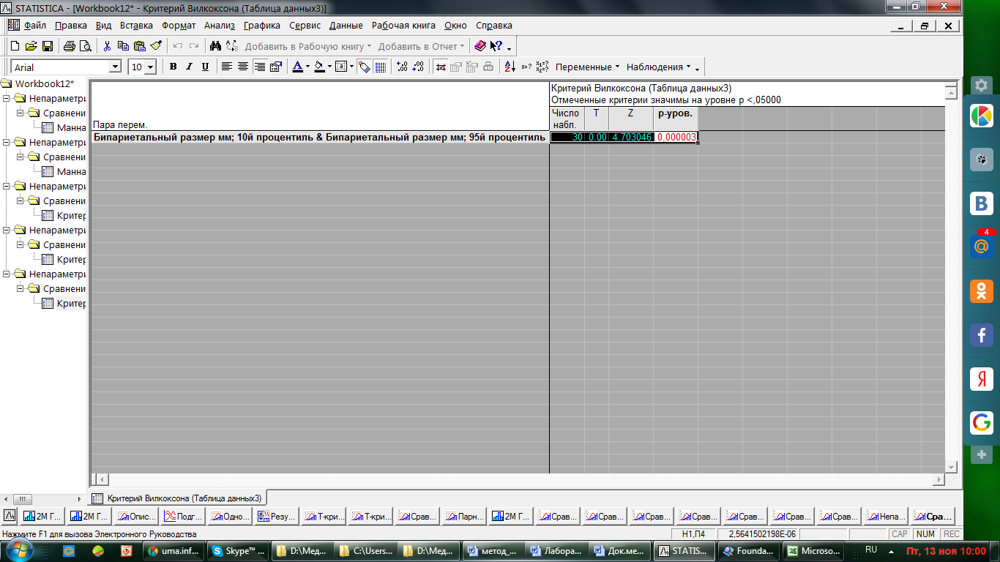 STATISTICA - [Workbook12* - Критерий Вилкоксона (Таблица данных3)]
Файл Правка Вид Вставка Формат Анализ Графика Сервис Данные Рабочая книга Окно Справка
Добавить в Рабочую книгу Добавить в Отчет
Arial 10 B I U A Переменные Наблюдения
Workbook12*
Непараметри
Сравнени
Манна
Непараметри
Сравнени
Манна
Непараметри
Сравнени
Критер
Непараметри
Сравнени
Критер
Непараметри
Сравнени
Критер
Критерий Вилкоксона (Таблица данных3)
Отмеченные критерии значимы на уровне p <,05000
Пара перем. Число набл. T Z p-уров.
Бипариетальный размер мм; 10й процентиль & Бипариетальный размер мм; 95й процентиль 30 0.00 4,703046 0,000003
Критерий Вилкоксона (Таблица данных3)
2М Г... 2М Г... Опис... Подг... Одно... Резу... Т-кри... Т-кри... Срав... Парн... 2М Г... Срав... Срав... Срав... Срав... Срав... Срав... Срав... Непа... Сра...
Нажмите F1 для вызова Электронного Руководства Н1,П4 2,5641502198E-06 CAP NUM REC
uma.inf... Skype™ ... D:\Мед... C:\Users... D:\Мед... метод_... Лабора... Док.ме... STATIS... Founda... Microso... RU Пт, 13 ноя 10:00
В
4
@
f
Я
G